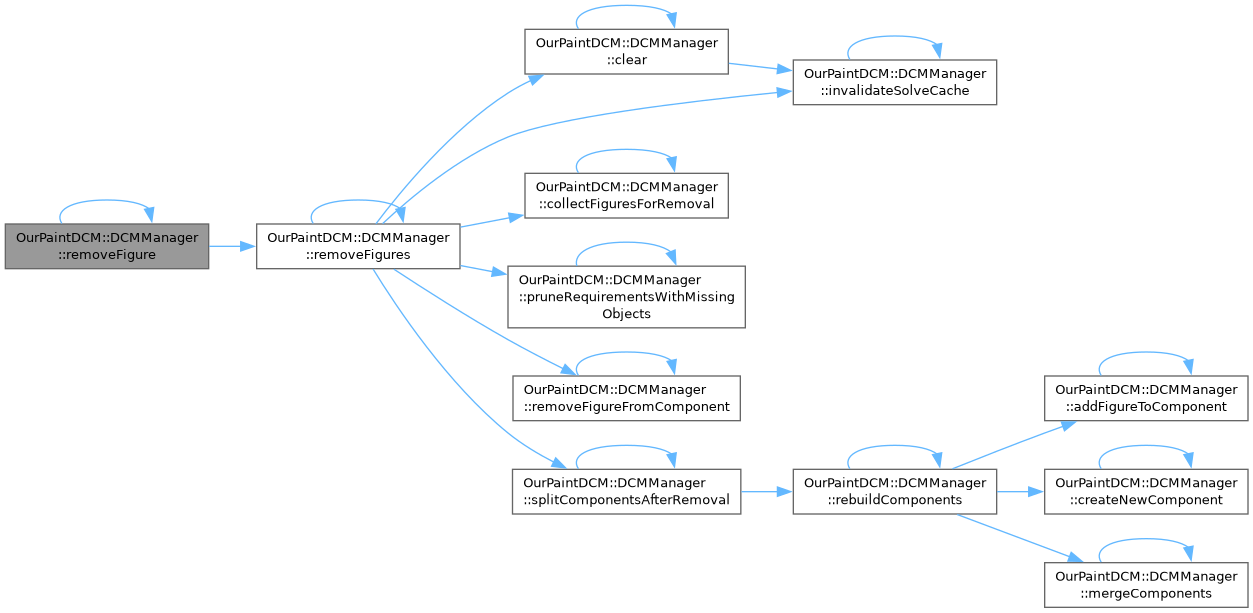 OurPaintDCM::DCMManager
::removeFigure
OurPaintDCM::DCMManager
::removeFigures
OurPaintDCM::DCMManager
::clear
OurPaintDCM::DCMManager
::invalidateSolveCache
OurPaintDCM::DCMManager
::collectFiguresForRemoval
OurPaintDCM::DCMManager
::pruneRequirementsWithMissing
Objects
OurPaintDCM::DCMManager
::removeFigureFromComponent
OurPaintDCM::DCMManager
::splitComponentsAfterRemoval
OurPaintDCM::DCMManager
::rebuildComponents
OurPaintDCM::DCMManager
::addFigureToComponent
OurPaintDCM::DCMManager
::createNewComponent
OurPaintDCM::DCMManager
::mergeComponents